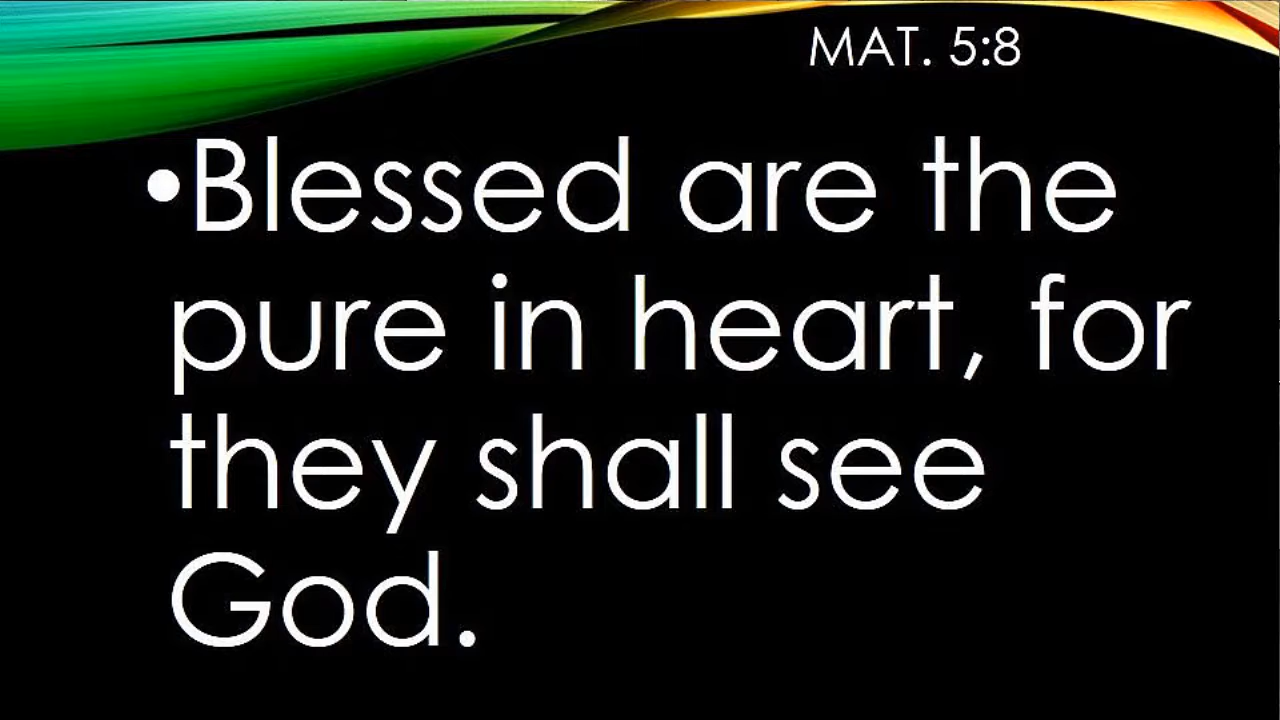 MAT. 5:8
•Blessed are the
pure in heart, for
they shall see
God.